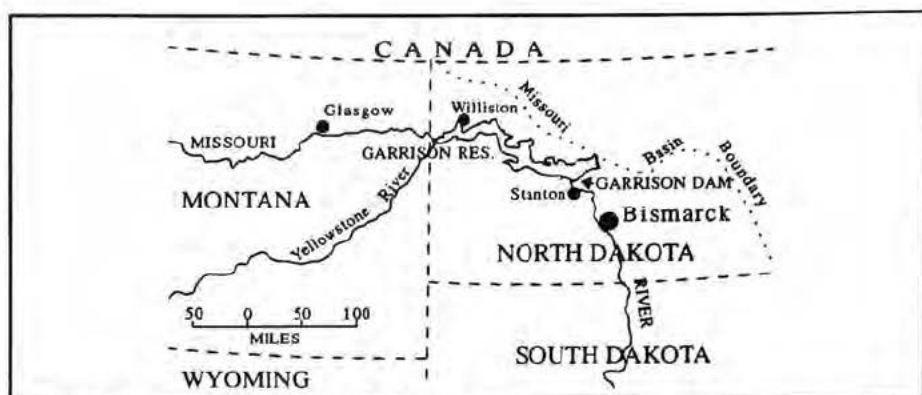 CANADA
Missouri
Glasgow
Williston
MISSOURI
Basin
Boundary
GARRISON RES.
GARRISON DAM
MONTANA
Stanton
Yellowstone River
Bismarck
NORTH DAKOTA
50 0 50 100
MILES
RIVER
SOUTH DAKOTA
WYOMING